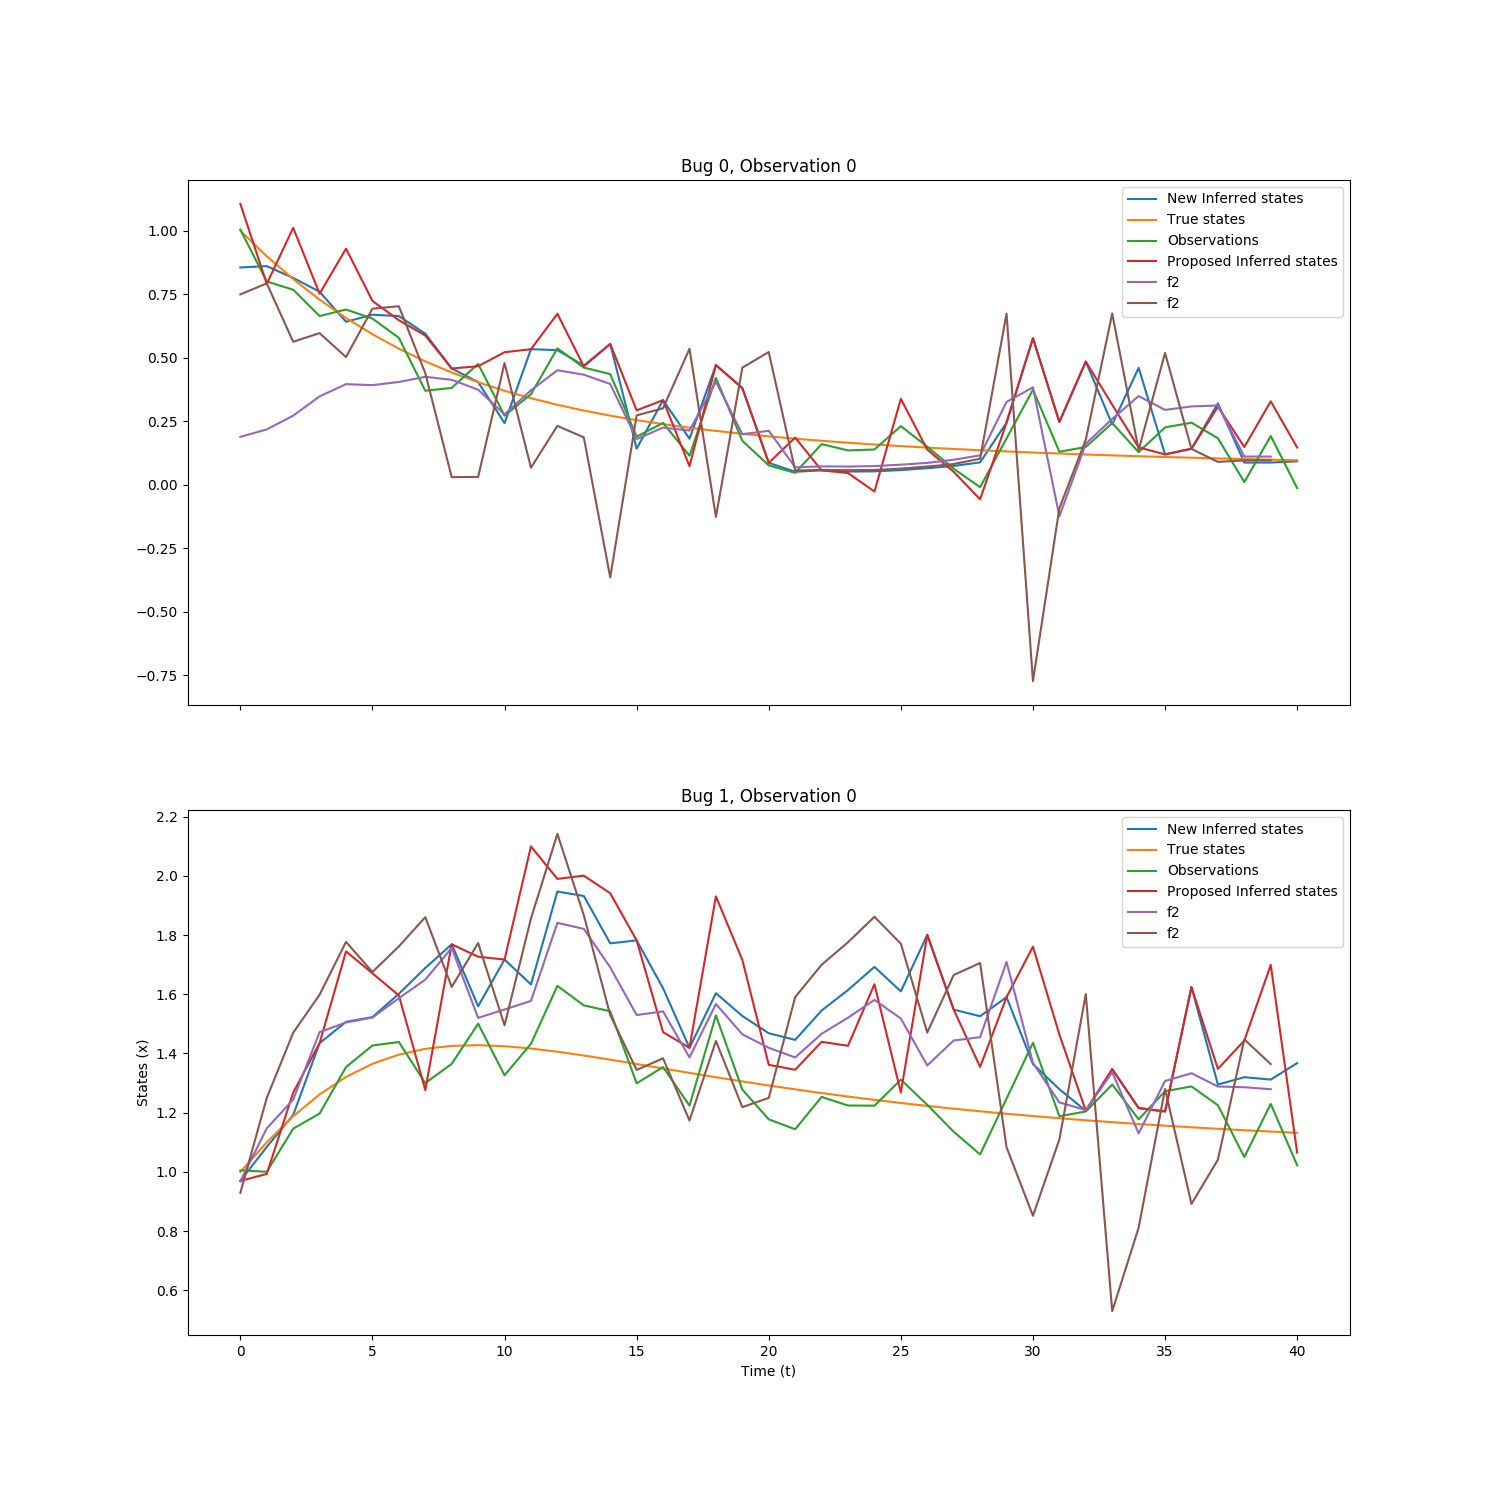 Bug 0, Observation 0
1.00
0.75
0.50
0.25
0.00
−0.25
−0.50
−0.75
New Inferred states
True states
Observations
Proposed Inferred states
f2
f2
Bug 1, Observation 0
States (x)
2.2
2.0
1.8
1.6
1.4
1.2
1.0
0.8
0.6
New Inferred states
True states
Observations
Proposed Inferred states
f2
f2
0 5 10 15 20 25 30 35 40
Time (t)